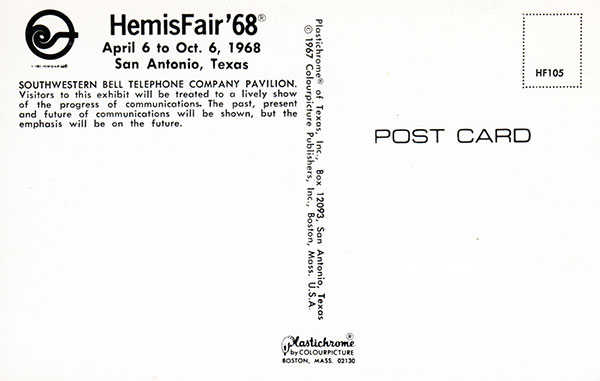 HemisFair'68®
April 6 to Oct. 6, 1968
San Antonio, Texas
SOUTHWESTERN BELL TELEPHONE COMPANY PAVILION.
Visitors to this exhibit will be treated to a lively show
of the progress of communications. The past, present
and future of communications will be shown, but the
emphasis will be on the future.
Plastichrome® of Texas, Inc., Box 12093, San Antonio, Texas
© 1967 Colourpicture Publishers, Inc., Boston, Mass. U.S.A.
HF105
POST CARD
Plastichrome®
by COLOURPICTURE
BOSTON, MASS. 02130